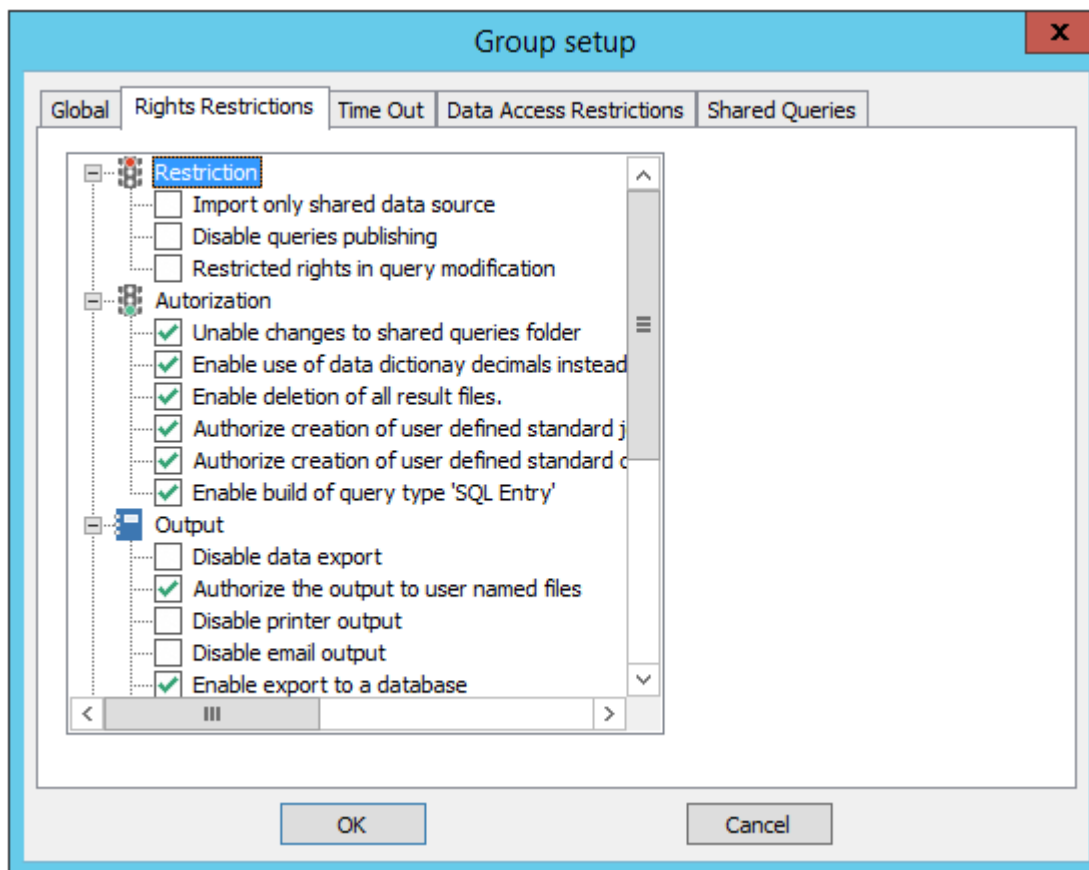 Group setup
x
Global Rights Restrictions Time Out Data Access Restrictions Shared Queries
Restriction
Import only shared data source
Disable queries publishing
Restricted rights in query modification
Autorization
Unable changes to shared queries folder
Enable use of data dictionay decimals instead
Enable deletion of all result files.
Authorize creation of user defined standard j
Authorize creation of user defined standard
Enable build of query type 'SQL Entry'
Output
Disable data export
Authorize the output to user named files
Disable printer output
Disable email output
Enable export to a database
OK Cancel